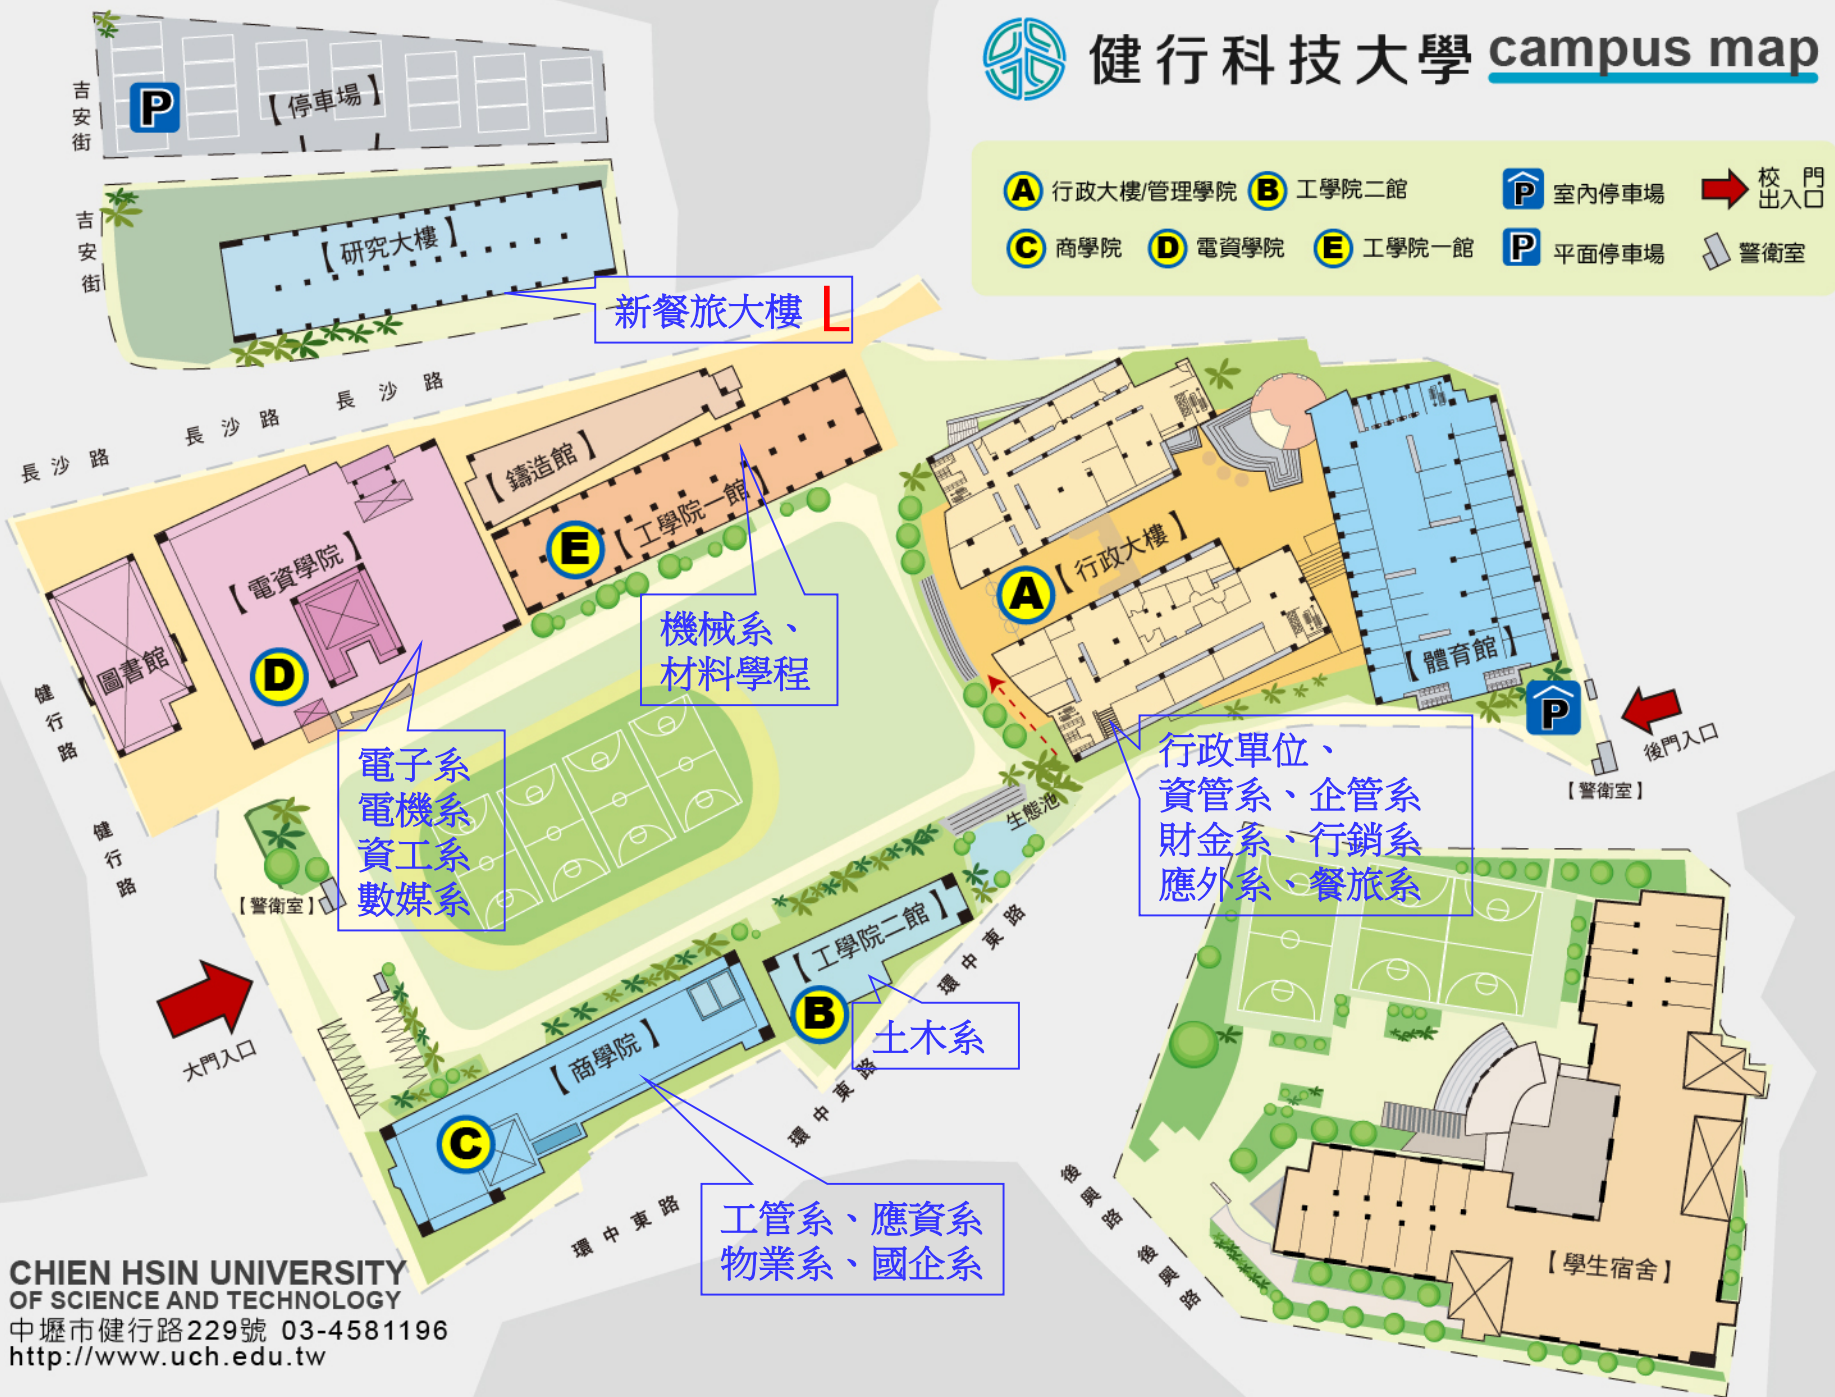 健行科技大學 campus map
A 行政大樓/管理學院 B 工學院二館 P 室內停車場 校門出入口
C 商學院 D 電資學院 E 工學院一館 P 平面停車場 警衛室
吉安街
P
【停車場】
吉安街
【研究大樓】
新餐旅大樓 L
長沙路 長沙路 長沙路
【鑄造館】
【工學院一館】
E
【電資學院】
D
圖書館
機械系、
材料學程
電子系
電機系
資工系
數媒系
【行政大樓】
A
【體育館】
P
後門入口
【警衛室】
行政單位、
資管系、企管系
財金系、行銷系
應外系、餐旅系
健行路
健行路
【警衛室】
大門入口
生態池
【工學院二館】
B
土木系
環中東路
環中東路
環中東路
【商學院】
C
工管系、應資系
物業系、國企系
後興路
後興路
【學生宿舍】
CHIEN HSIN UNIVERSITY
OF SCIENCE AND TECHNOLOGY
中壢市健行路229號 03-4581196
http://www.uch.edu.tw